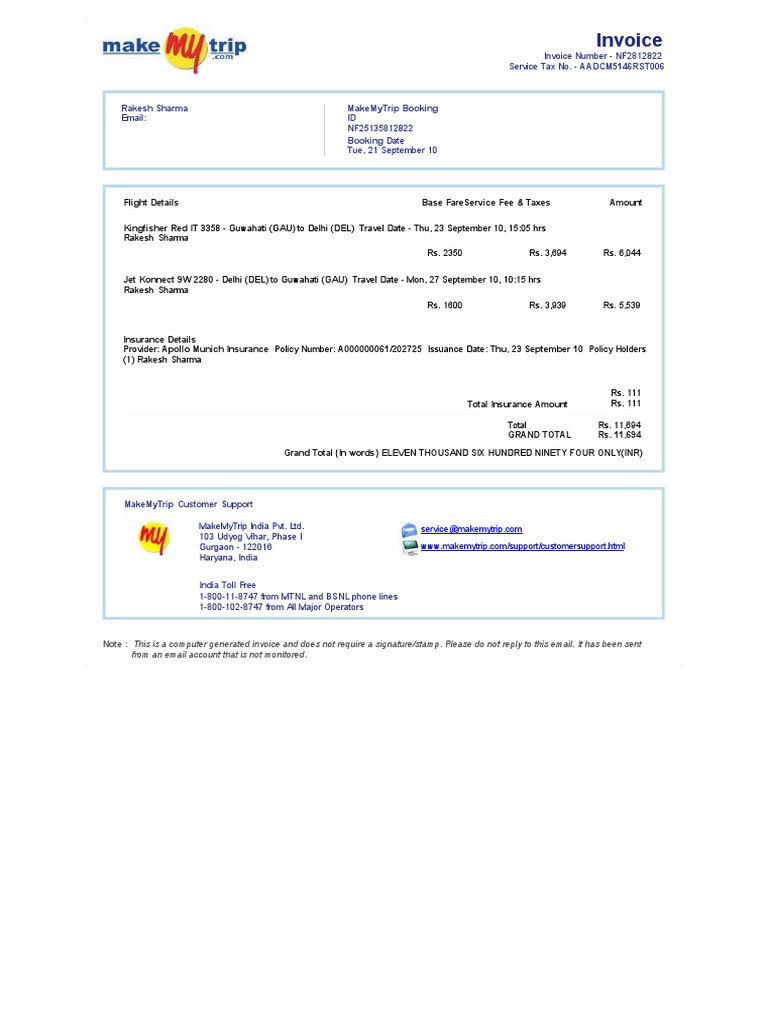 make my trip .com
Invoice
Invoice Number - NF2812822
Service Tax No. - AADCM5146RST006
Rakesh Sharma
Email:
MakeMyTrip Booking
ID
NF25135812822
Booking Date
Tue, 21 September 10
Flight Details Base FareService Fee & Taxes Amount
Kingfisher Red IT 3358 - Guwahati (GAU)to Delhi (DEL) Travel Date - Thu, 23 September 10, 15:05 hrs
Rakesh Sharma
Rs. 2350 Rs. 3,694 Rs. 6,044
Jet Konnect 9W 2280 - Delhi (DEL)to Guwahati (GAU) Travel Date - Mon, 27 September 10, 10:15 hrs
Rakesh Sharma
Rs. 1600 Rs. 3,939 Rs. 5,539
Insurance Details
Provider: Apollo Munich Insurance Policy Number: A000000061/202725 Issuance Date: Thu, 23 September 10 Policy Holders
(1) Rakesh Sharma
Rs. 111
Total Insurance Amount Rs. 111
Total Rs. 11,694
GRAND TOTAL Rs. 11,694
Grand Total (In words) ELEVEN THOUSAND SIX HUNDRED NINETY FOUR ONLY(INR)
MakeMyTrip Customer Support
my
MakeMyTrip India Pvt. Ltd.
103 Udyog Vihar, Phase I
Gurgaon - 122016
Haryana, India
service@makemytrip.com
www.makemytrip.com/support/customersupport.html
India Toll Free
1-800-11-8747 from MTNL and BSNL phone lines
1-800-102-8747 from All Major Operators
Note : This is a computer generated invoice and does not require a signature/stamp. Please do not reply to this email. It has been sent
from an email account that is not monitored.